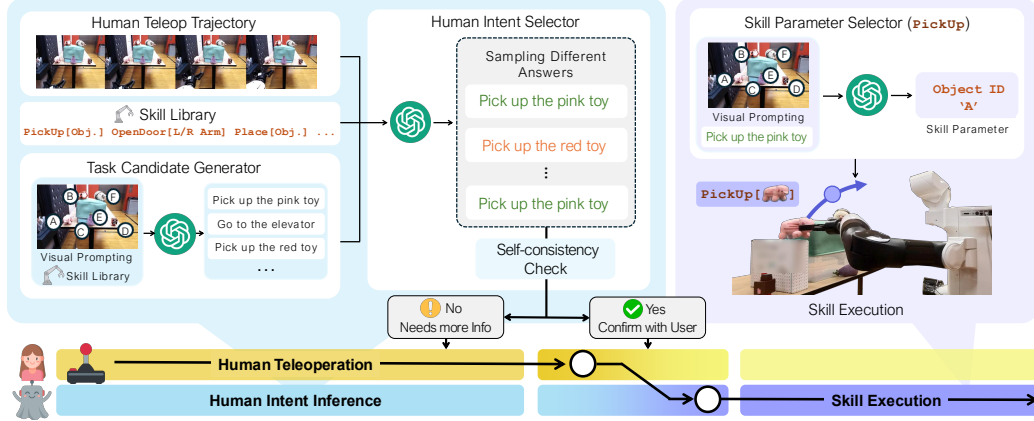 Human Teleop Trajectory
Skill Library
PickUp[Obj.] OpenDoor[L/R Arm] Place[Obj.] ...
Task Candidate Generator
B
F
A
E
C
D
Visual Prompting
Skill Library
Pick up the pink toy
Go to the elevator
Pick up the red toy
...
Human Intent Selector
Sampling Different
Answers
Pick up the pink toy
Pick up the red toy
Pick up the pink toy
Self-consistency
Check
No
Needs more Info
Yes
Confirm with User
Skill Parameter Selector (PickUp)
B
F
A
E
C
D
Visual Prompting
Pick up the pink toy
Object ID
‘A’
Skill Parameter
PickUp[ ]
Skill Execution
Human Teleoperation
Human Intent Inference
Skill Execution